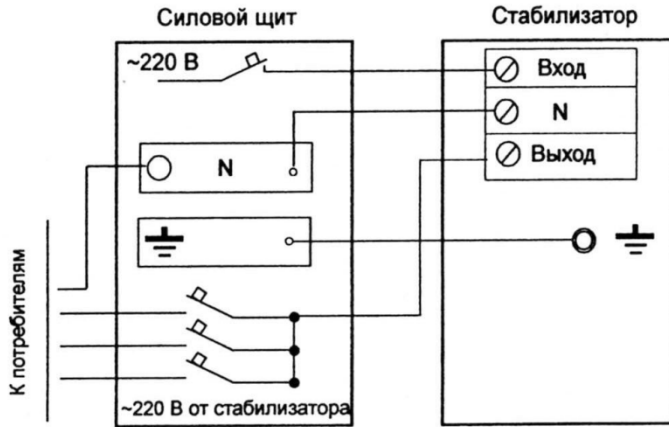 Силовой щит
Стабилизатор
~220 В
Вход
N
N
Выход
К потребителям
~220 В от стабилизатора